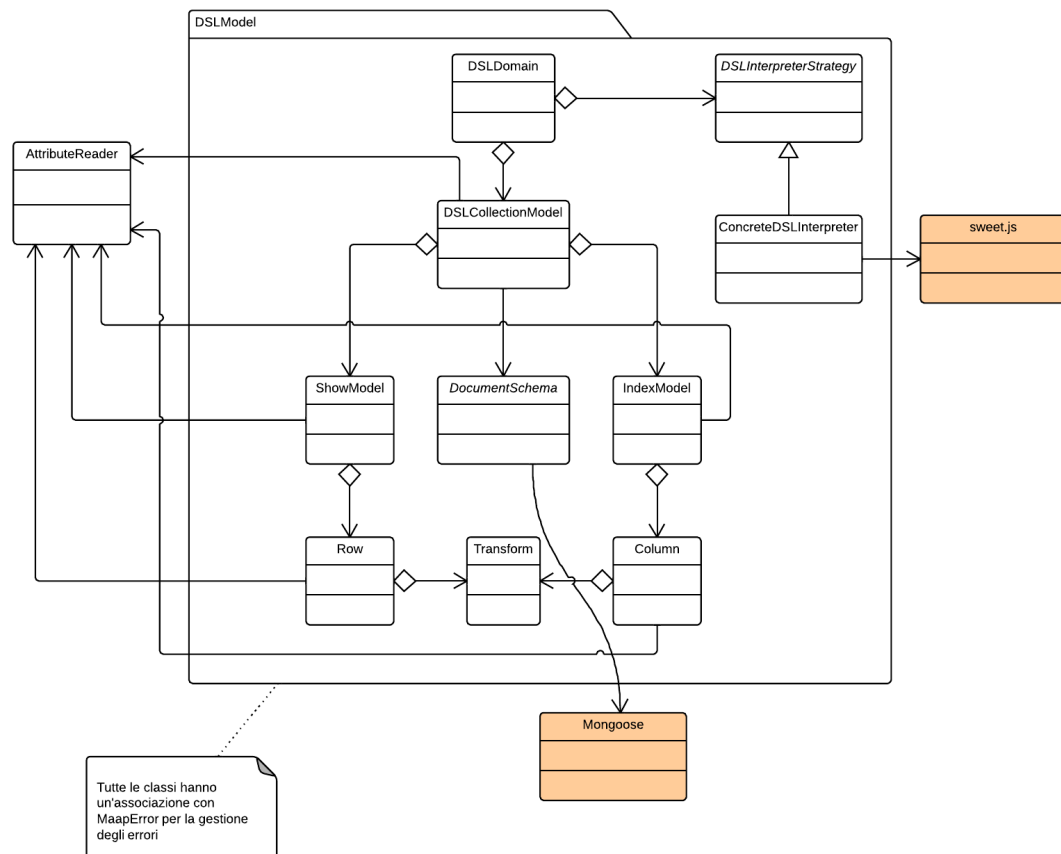 DSLModel
DSLDomain
DSLInterpreterStrategy
AttributeReader
DSLCollectionModel
ConcreteDSLInterpreter
sweet.js
ShowModel
DocumentSchema
IndexModel
Row
Transform
Column
Mongoose
Tutte le classi hanno
un'associazione con
MaapError per la gestione
degli errori